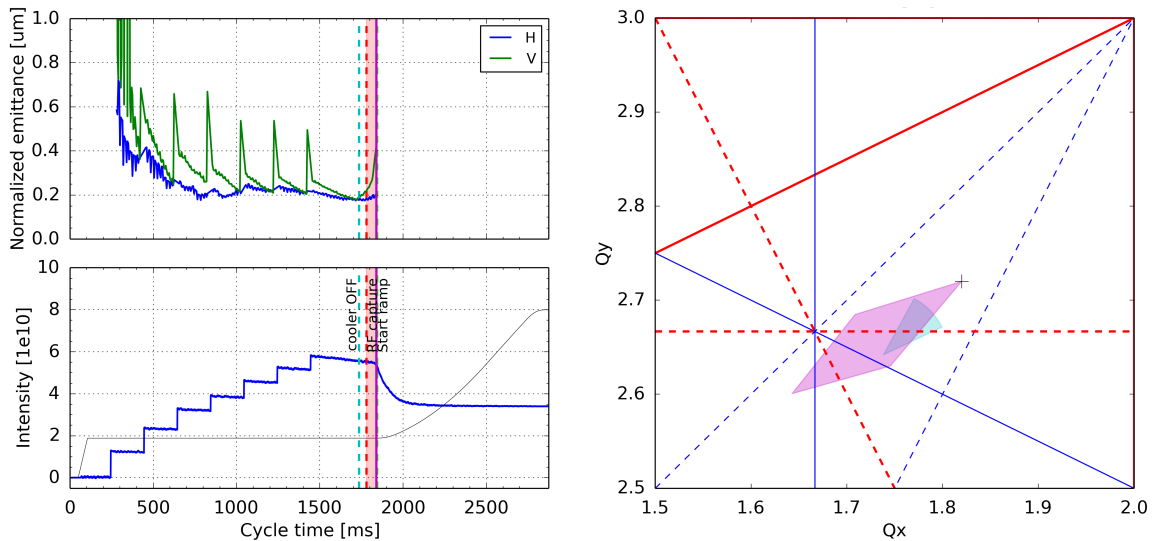 Normalized emittance [um]
1.0
0.8
0.6
0.4
0.2
0.0
H
V
Intensity [1e10]
10
8
6
4
2
0
cooler OFF
RF capture
Start ramp
0 500 1000 1500 2000 2500
Cycle time [ms]
Qy
3.0
2.9
2.8
2.7
2.6
2.5
1.5 1.6 1.7 1.8 1.9 2.0
Qx